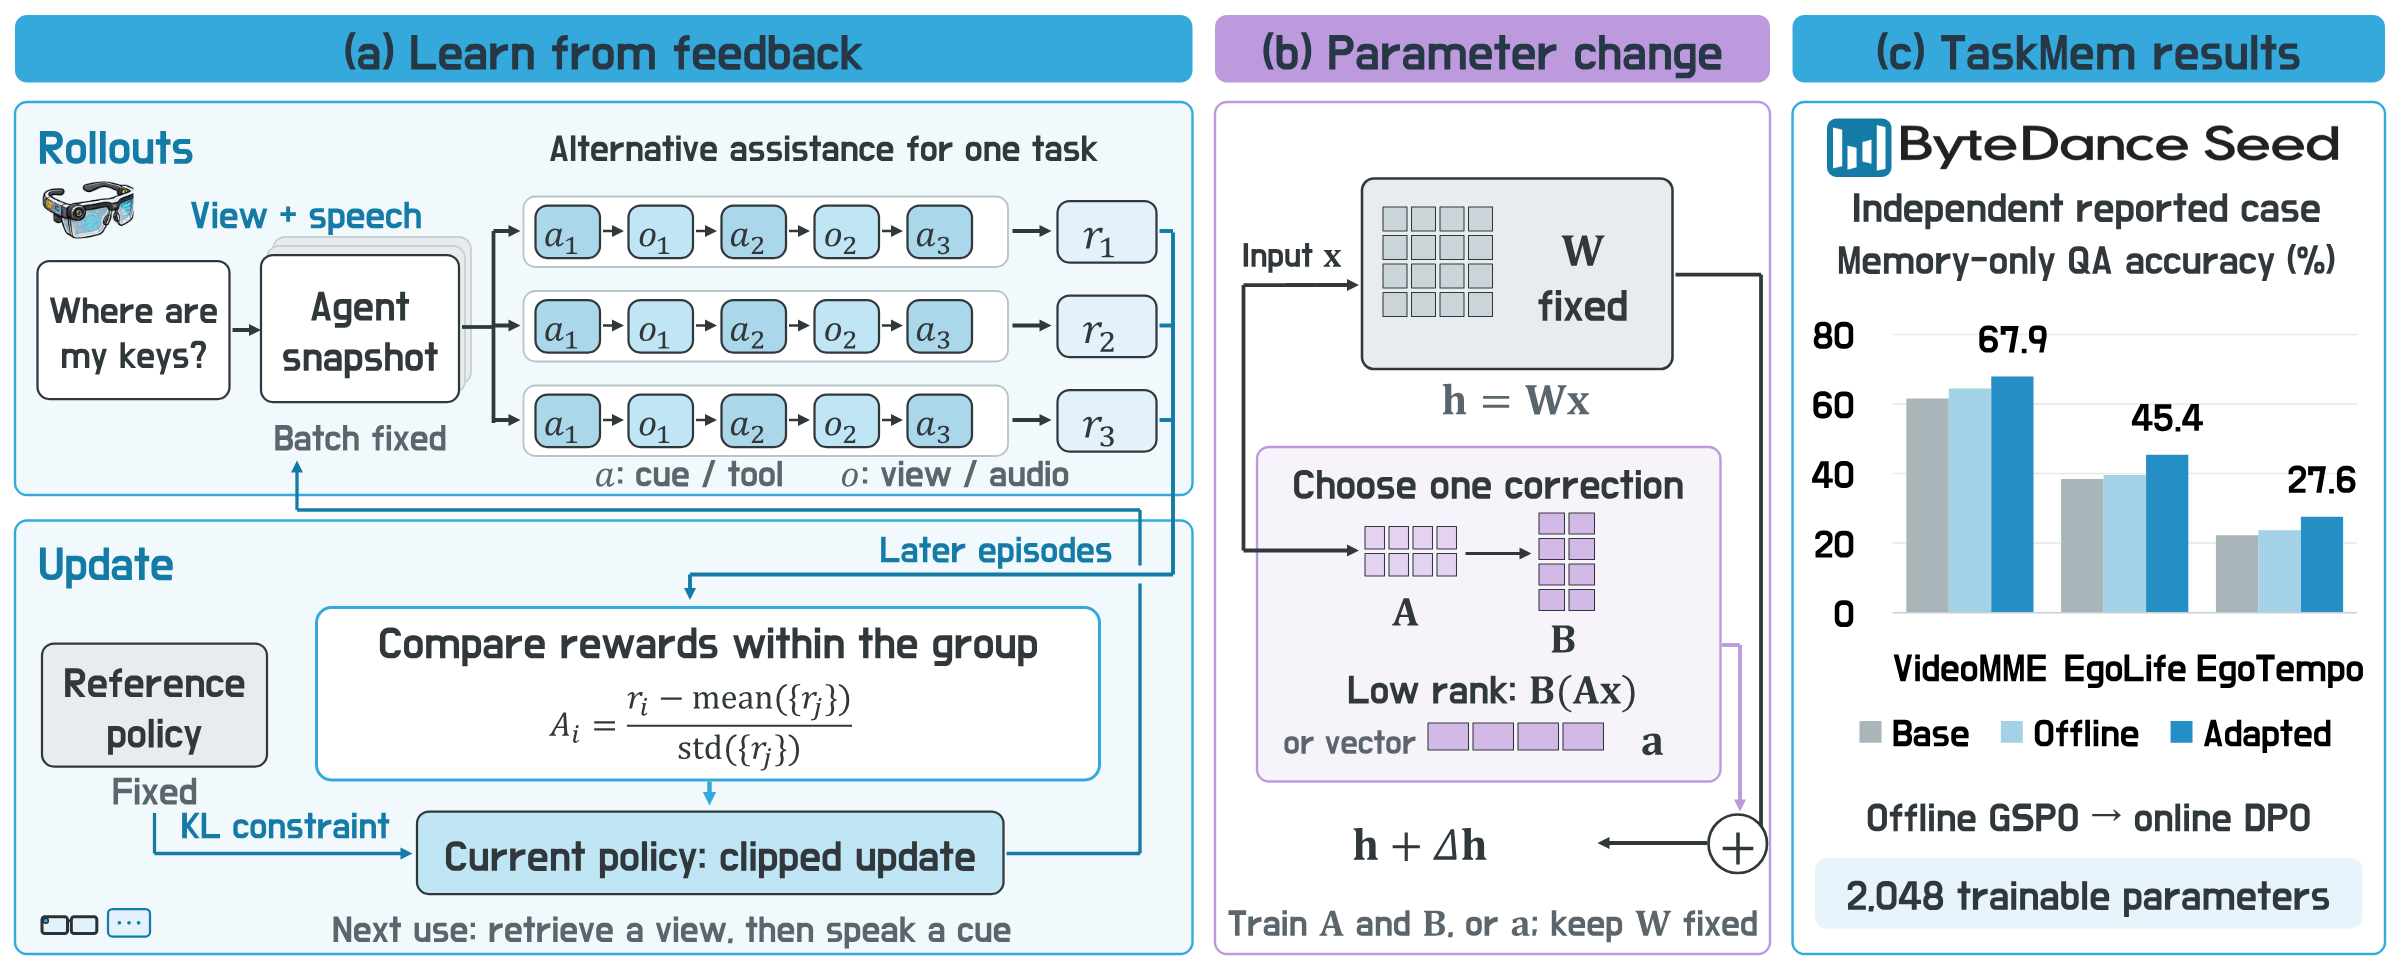 (a) Learn from feedback
Rollouts
Alternative assistance for one task
View + speech
Where are
my keys?
Agent
snapshot
Batch fixed
a1 o1 a2 o2 a3 r1
a1 o1 a2 o2 a3 r2
a1 o1 a2 o2 a3 r3
a: cue / tool o: view / audio
Update
Later episodes
Compare rewards within the group
A_i = (r_i − mean({r_j})) / std({r_j})
Reference
policy
Fixed
KL constraint
Current policy: clipped update
Next use: retrieve a view, then speak a cue
(b) Parameter change
Input x
W
fixed
h = Wx
Choose one correction
A
B
Low rank: B(Ax)
or vector a
h + Δh
+
Train A and B, or a; keep W fixed
(c) TaskMem results
ByteDance Seed
Independent reported case
Memory-only QA accuracy (%)
80
67.9
60
45.4
40
27.6
20
0
VideoMME EgoLife EgoTempo
Base Offline Adapted
Offline GSPO → online DPO
2,048 trainable parameters